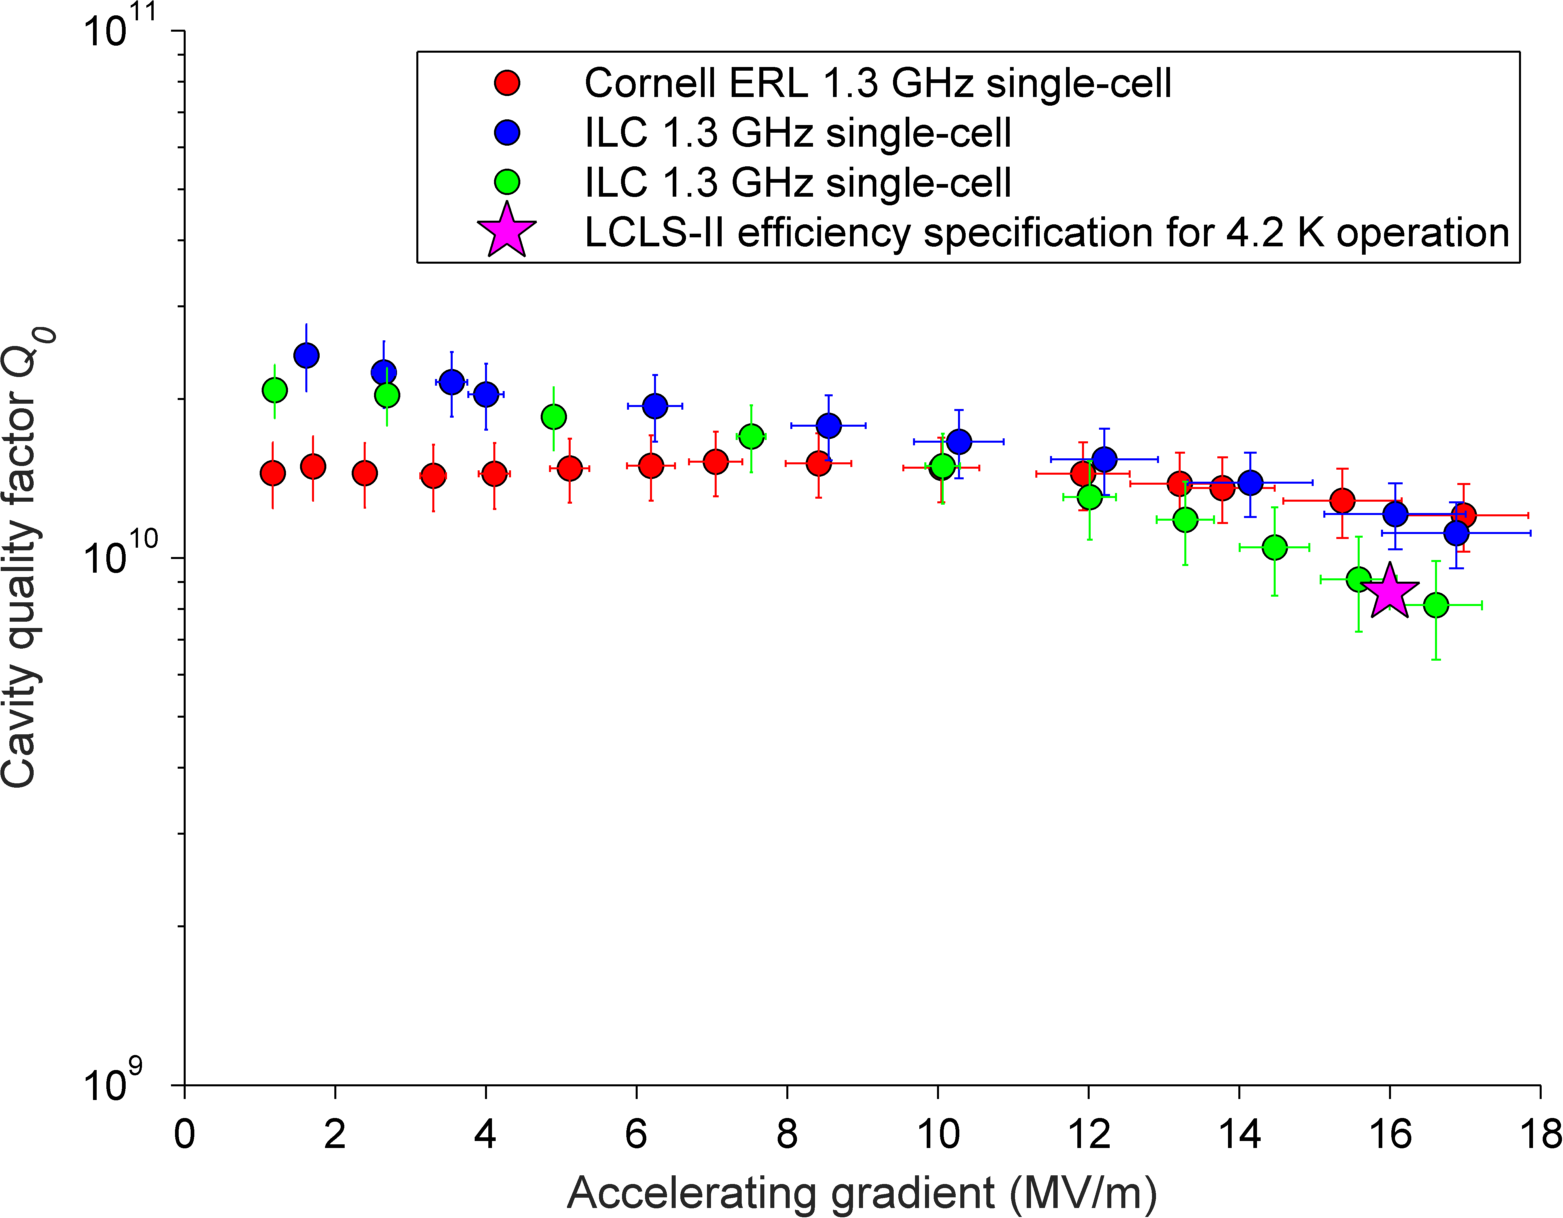 10¹¹
Cornell ERL 1.3 GHz single-cell
ILC 1.3 GHz single-cell
ILC 1.3 GHz single-cell
LCLS-II efficiency specification for 4.2 K operation
Cavity quality factor Q₀
10¹⁰
10⁹
0 2 4 6 8 10 12 14 16 18
Accelerating gradient (MV/m)